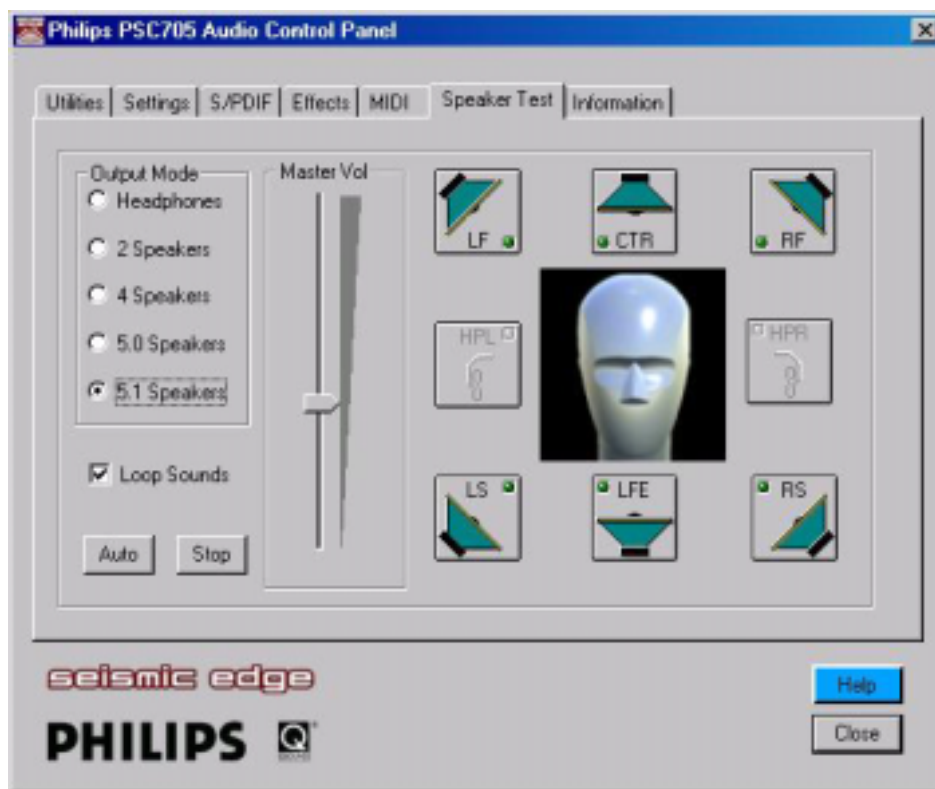 Philips PSC705 Audio Control Panel
Utilities Settings S/PDIF Effects MIDI Speaker Test Information
Output Mode
Headphones
2 Speakers
4 Speakers
5.0 Speakers
5.1 Speakers
Loop Sounds
Auto Stop
Master Vol
LF CTR RF
HPL HPR
LS LFE RS
seismic edge
PHILIPS Q
Help
Close